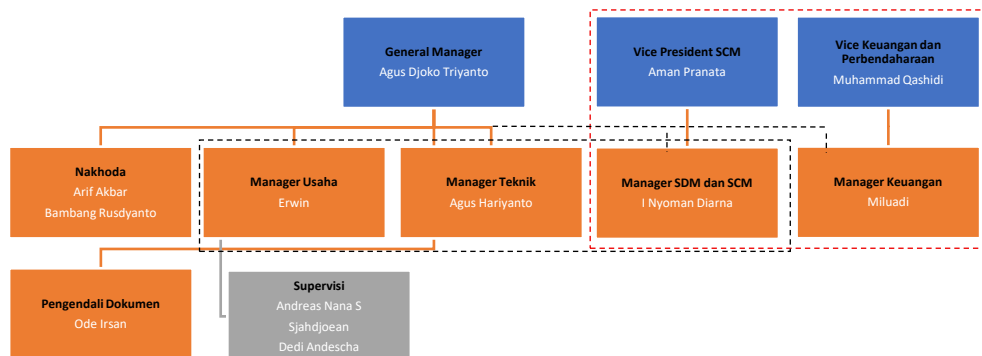 General Manager
Agus Djoko Triyanto
Vice President SCM
Aman Pranata
Vice Keuangan dan
Perbendaharaan
Muhammad Qashidi
Nakhoda
Arif Akbar
Bambang Rusdyanto
Manager Usaha
Erwin
Manager Teknik
Agus Hariyanto
Manager SDM dan SCM
I Nyoman Diarna
Manager Keuangan
Miluadi
Pengendali Dokumen
Ode Irsan
Supervisi
Andreas Nana S
Sjahdjoean
Dedi Andescha